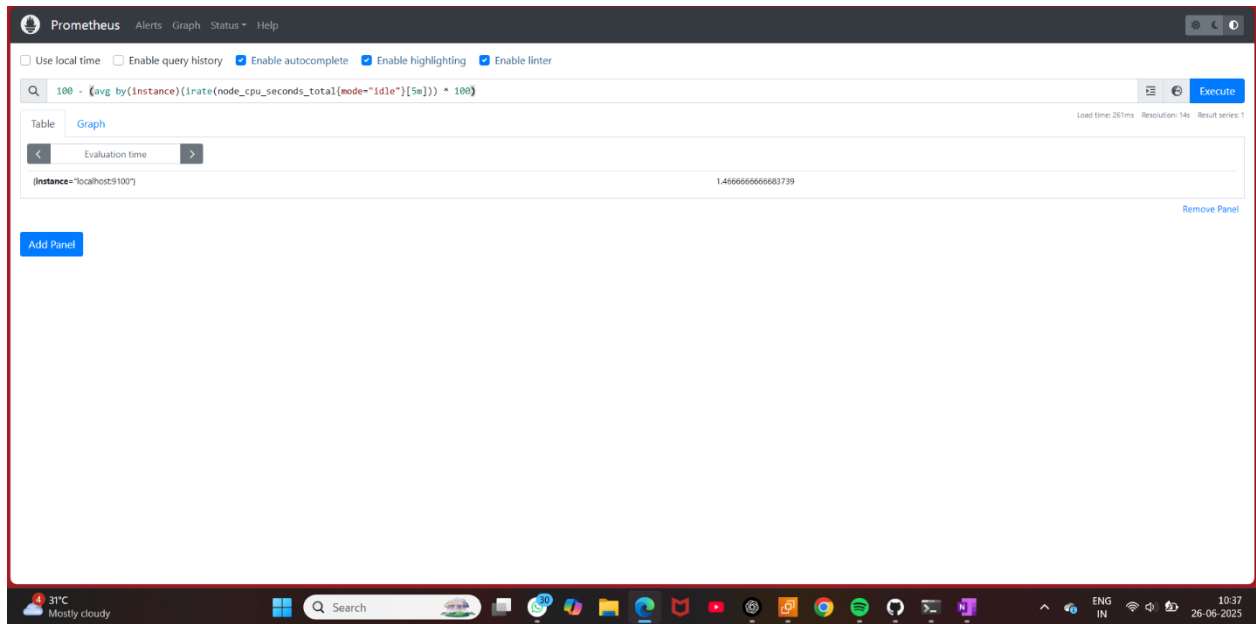 Prometheus Alerts Graph Status Help
Use local time Enable query history Enable autocomplete Enable highlighting Enable linter
100 - (avg by(instance)(irate(node_cpu_seconds_total{mode="idle"}[5m])) * 100)
Execute
Table Graph
Load time: 261ms Resolution: 14s Result series: 1
Evaluation time
{instance="localhost:9100"} 1.4666666666683739
Remove Panel
Add Panel
4
31°C
Mostly cloudy
Search
30
ENG
IN
10:37
26-06-2025